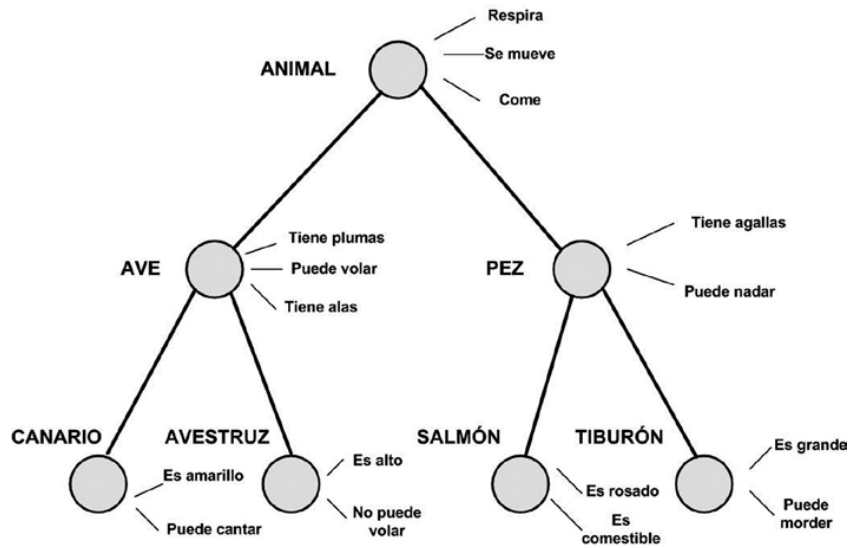 Respira
ANIMAL
Se mueve
Come
AVE
Tiene plumas
Puede volar
Tiene alas
PEZ
Tiene agallas
Puede nadar
CANARIO
Es amarillo
Puede cantar
AVESTRUZ
Es alto
No puede
volar
SALMÓN
Es rosado
Es
comestible
TIBURÓN
Es grande
Puede
morder